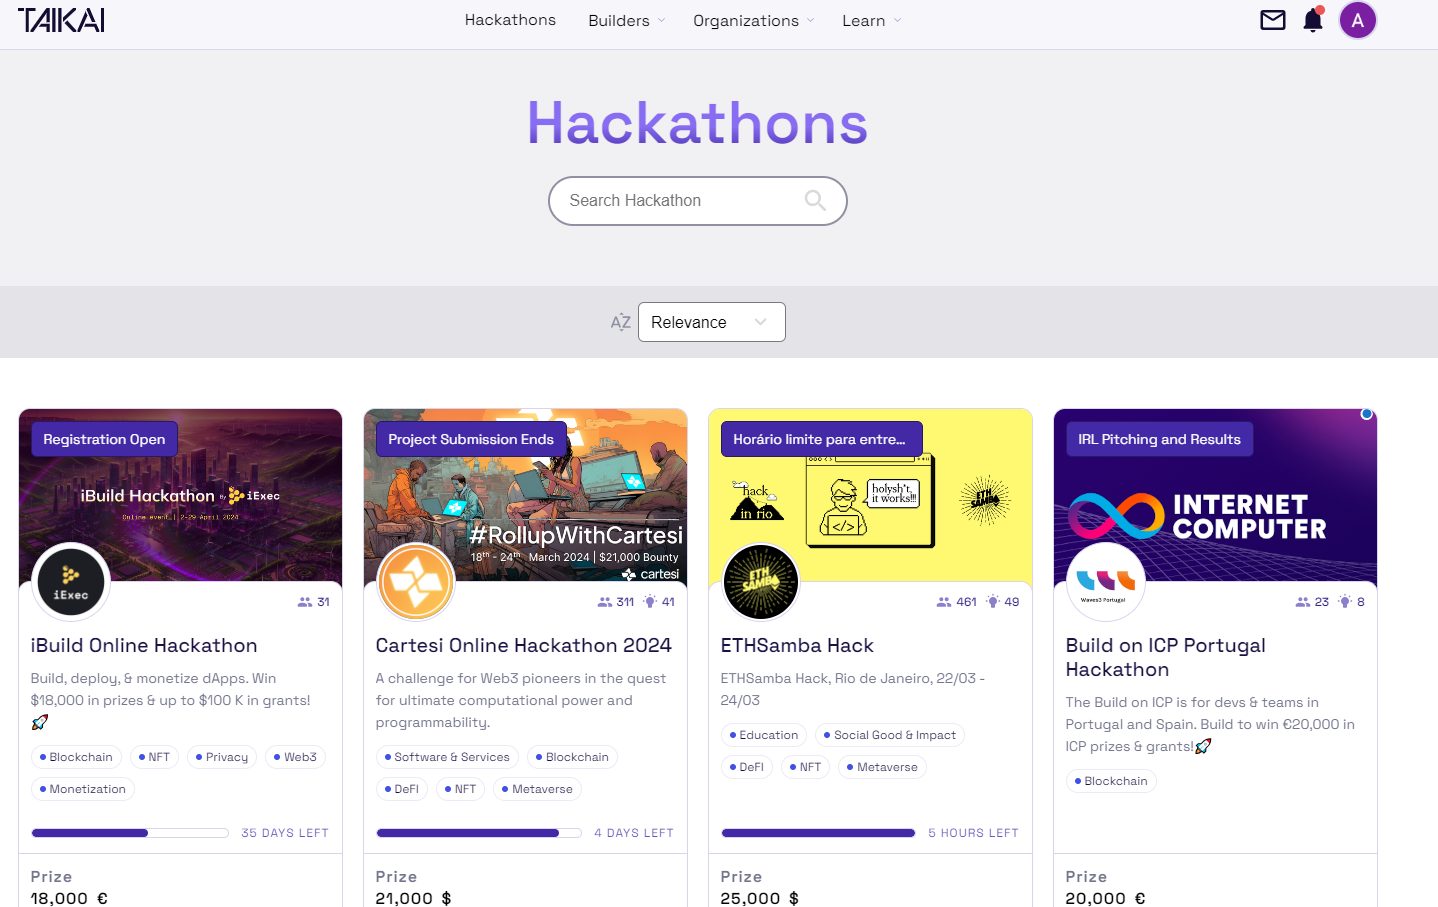 TAIKAI
Hackathons Builders Organizations Learn
A
Hackathons
Search Hackathon
AZ Relevance
Registration Open
iBuild Hackathon by iExec
Online event | 2-29 April 2024
iExec
31
iBuild Online Hackathon
Build, deploy, & monetize dApps. Win
$18,000 in prizes & up to $100 K in grants!
🚀
Blockchain NFT Privacy Web3
Monetization
35 DAYS LEFT
Prize
18,000 €
Project Submission Ends
#RollupWithCartesi
18th - 24th March 2024 | $21,000 Bounty
cartesi
311 41
Cartesi Online Hackathon 2024
A challenge for Web3 pioneers in the quest
for ultimate computational power and
programmability.
Software & Services Blockchain
DeFI NFT Metaverse
4 DAYS LEFT
Prize
21,000 $
Horário limite para entre...
hack
in rio
holysh*t,
it works!!!
</>
ETH
SAMBA
ETH
SAMBA
461 49
ETHSamba Hack
ETHSamba Hack, Rio de Janeiro, 22/03 -
24/03
Education Social Good & Impact
DeFI NFT Metaverse
5 HOURS LEFT
Prize
25,000 $
IRL Pitching and Results
INTERNET
COMPUTER
Waves3 Portugal
23 8
Build on ICP Portugal
Hackathon
The Build on ICP is for devs & teams in
Portugal and Spain. Build to win €20,000 in
ICP prizes & grants!🚀
Blockchain
Prize
20,000 €